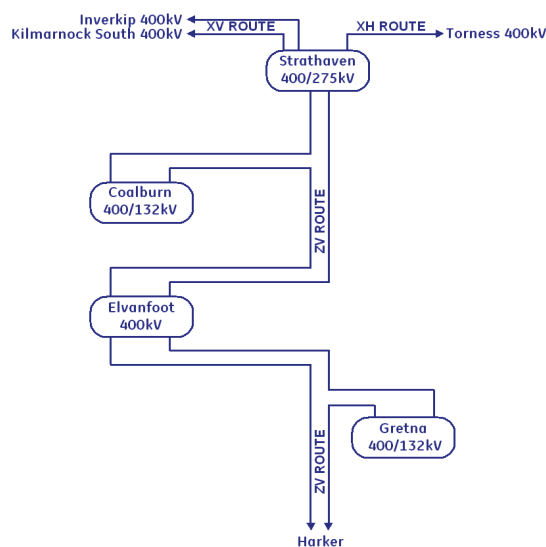 Inverkip 400kV
Kilmarnock South 400kV
XV ROUTE
XH ROUTE
Torness 400kV
Strathaven
400/275kV
Coalburn
400/132kV
ZV ROUTE
Elvanfoot
400kV
Gretna
400/132kV
ZV ROUTE
Harker